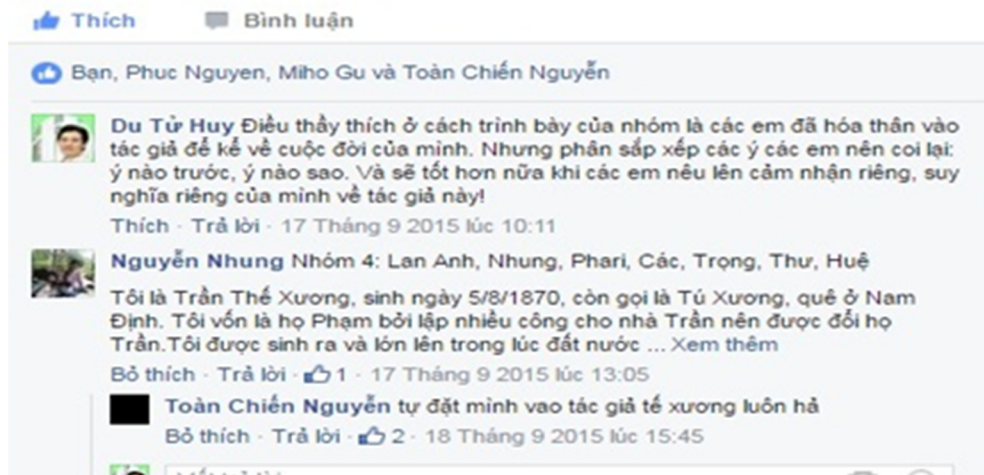 Thích Bình luận
Bạn, Phuc Nguyen, Miho Gu và Toàn Chiến Nguyễn
Du Tử Huy Điều thầy thích ở cách trình bày của nhóm là các em đã hóa thân vào
tác giả để kể về cuộc đời của mình. Nhưng phân sắp xếp các ý các em nên coi lại:
ý nào trước, ý nào sao. Và sẽ tốt hơn nữa khi các em nêu lên cảm nhận riêng, suy
nghĩa riêng của mình về tác giả này!
Thích · Trả lời · 17 Tháng 9 2015 lúc 10:11
Nguyễn Nhung Nhóm 4: Lan Anh, Nhung, Phari, Các, Trọng, Thư, Huệ
Tôi là Trần Thế Xương, sinh ngày 5/8/1870, còn gọi là Tú Xương, quê ở Nam
Định. Tôi vốn là họ Phạm bởi lập nhiều công cho nhà Trần nên được đổi họ
Trần.Tôi được sinh ra và lớn lên trong lúc đất nước ... Xem thêm
Bỏ thích · Trả lời · 1 · 17 Tháng 9 2015 lúc 13:05
Toàn Chiến Nguyễn tự đặt mình vao tác giả tế xương luôn hả
Bỏ thích · Trả lời · 2 · 18 Tháng 9 2015 lúc 15:45